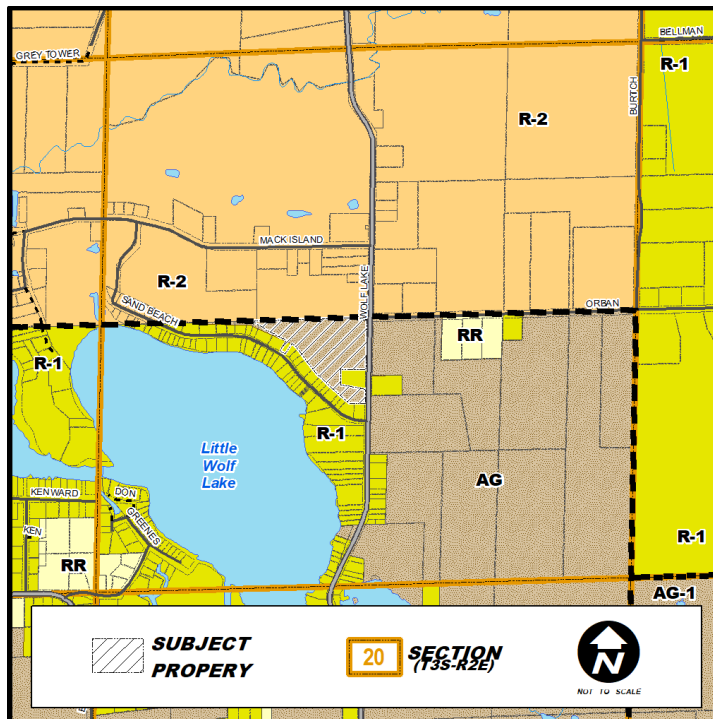 BELLMAN
GREY TOWER
R-1
BURTCH
R-2
MACK ISLAND
WOLF LAKE
R-2
SAND BEACH
ORBAN
RR
R-1
R-1
Little
Wolf
Lake
AG
KENWARD
DON
GREENES
KEN
R-1
RR
AG-1
SUBJECT
PROPERY
20
SECTION
(T3S-R2E)
N
NOT TO SCALE